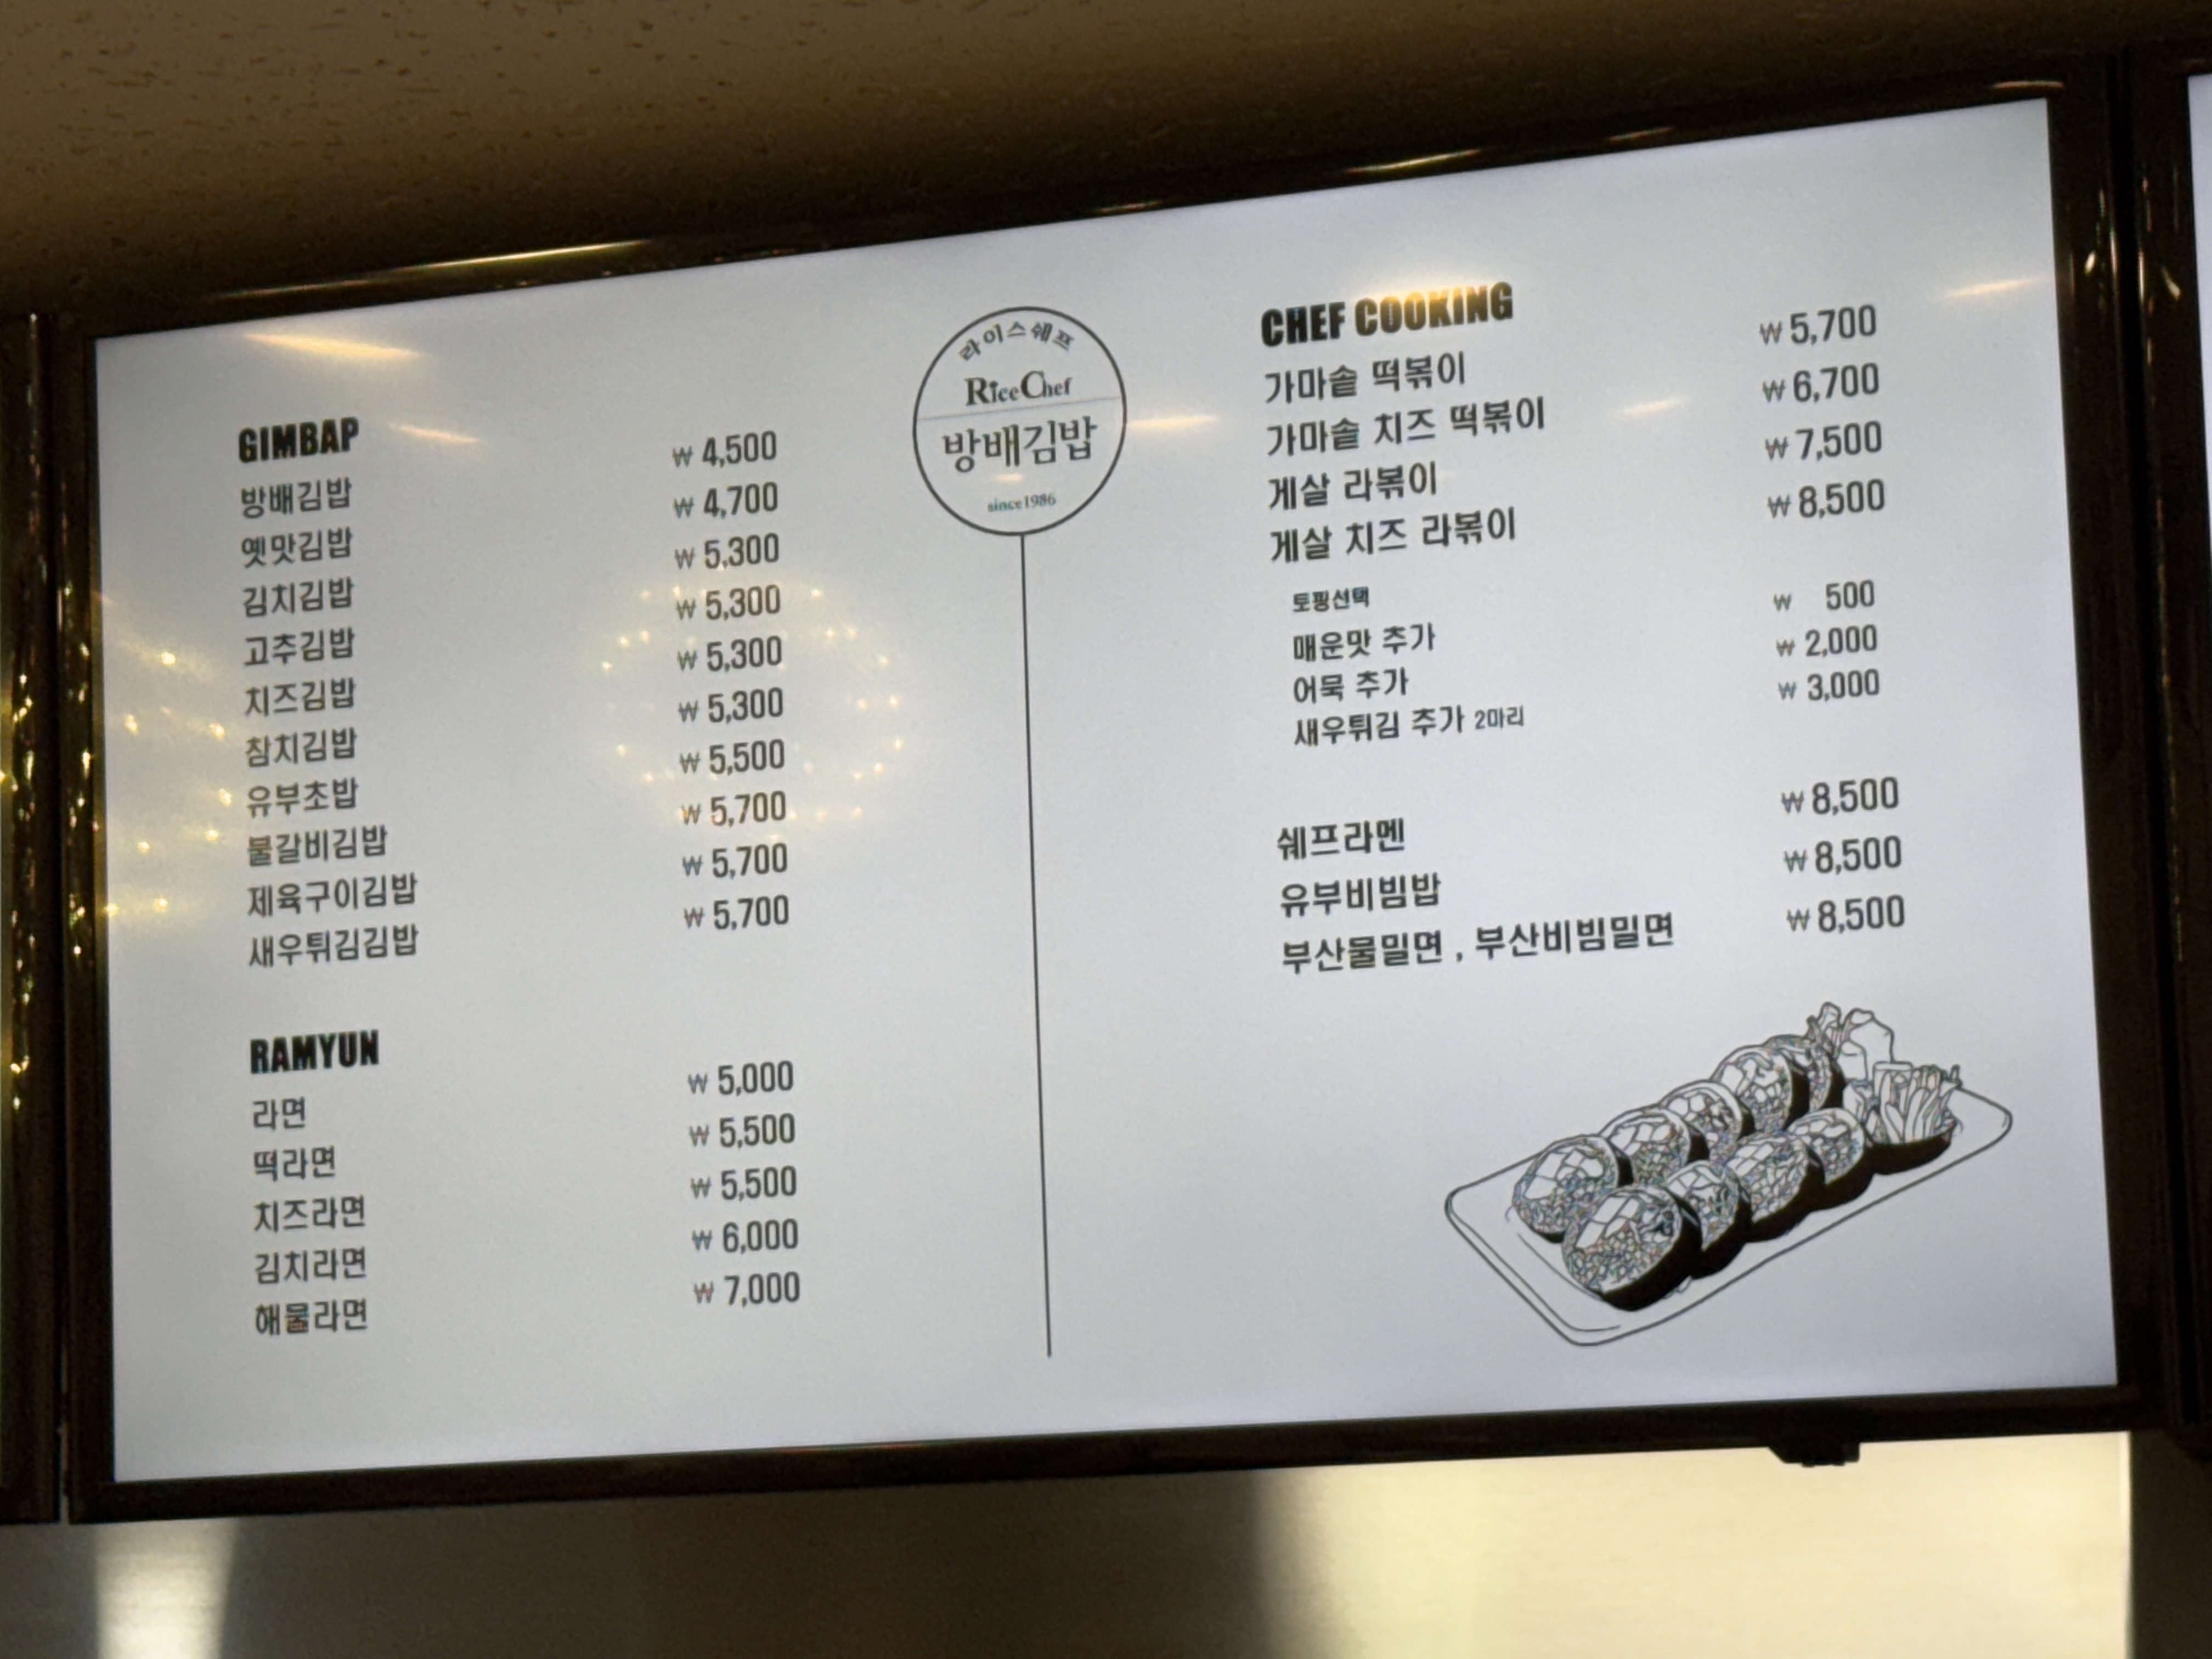 라이스쉐프
RiceChef
방배김밥
since1986
GIMBAP
방배김밥 ₩ 4,500
옛맛김밥 ₩ 4,700
김치김밥 ₩ 5,300
고추김밥 ₩ 5,300
치즈김밥 ₩ 5,300
참치김밥 ₩ 5,300
유부초밥 ₩ 5,500
불갈비김밥 ₩ 5,700
제육구이김밥 ₩ 5,700
새우튀김김밥 ₩ 5,700
RAMYUN
라면 ₩ 5,000
떡라면 ₩ 5,500
치즈라면 ₩ 5,500
김치라면 ₩ 6,000
해물라면 ₩ 7,000
CHEF COOKING
가마솥 떡볶이 ₩ 5,700
가마솥 치즈 떡볶이 ₩ 6,700
게살 라볶이 ₩ 7,500
게살 치즈 라볶이 ₩ 8,500
토핑선택
매운맛 추가 ₩ 500
어묵 추가 ₩ 2,000
새우튀김 추가 2마리 ₩ 3,000
쉐프라멘 ₩ 8,500
유부비빔밥 ₩ 8,500
부산물밀면 , 부산비빔밀면 ₩ 8,500